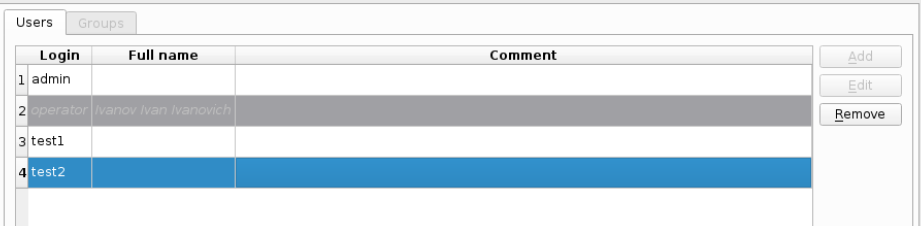 Users Groups
Login Full name Comment
Add
1 admin
Edit
2 operator Ivanov Ivan Ivanovich
Remove
3 test1
4 test2